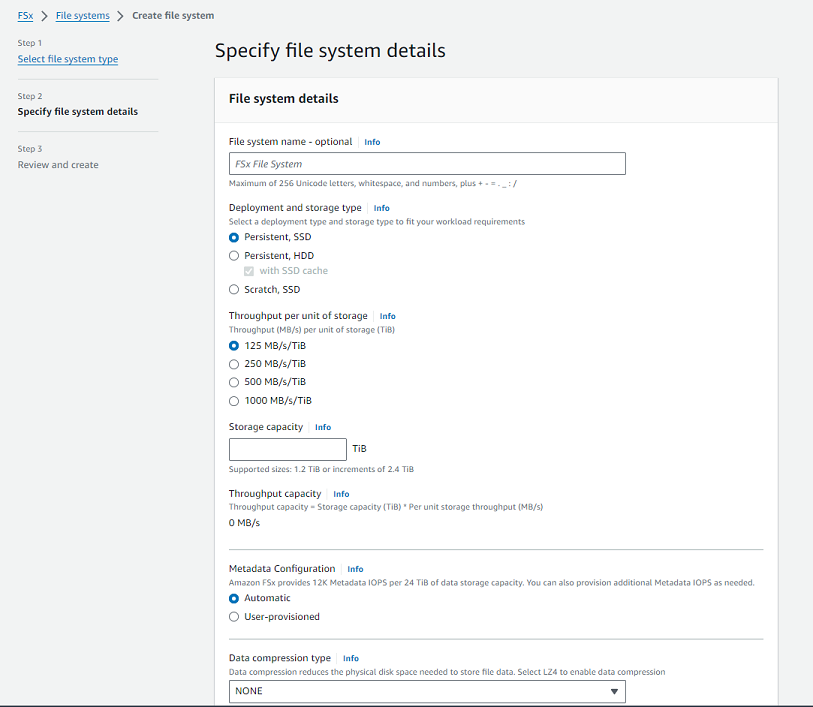 FSx > File systems > Create file system
Step 1
Select file system type
Step 2
Specify file system details
Step 3
Review and create
Specify file system details
File system details
File system name - optional | Info
FSx File System
Maximum of 256 Unicode letters, whitespace, and numbers, plus + - = . _ : /
Deployment and storage type | Info
Select a deployment type and storage type to fit your workload requirements
Persistent, SSD
Persistent, HDD
with SSD cache
Scratch, SSD
Throughput per unit of storage | Info
Throughput (MB/s) per unit of storage (TiB)
125 MB/s/TiB
250 MB/s/TiB
500 MB/s/TiB
1000 MB/s/TiB
Storage capacity | Info
TiB
Supported sizes: 1.2 TiB or increments of 2.4 TiB
Throughput capacity | Info
Throughput capacity = Storage capacity (TiB) * Per unit storage throughput (MB/s)
0 MB/s
Metadata Configuration | Info
Amazon FSx provides 12K Metadata IOPS per 24 TiB of data storage capacity. You can also provision additional Metadata IOPS as needed.
Automatic
User-provisioned
Data compression type | Info
Data compression reduces the physical disk space needed to store file data. Select LZ4 to enable data compression
NONE